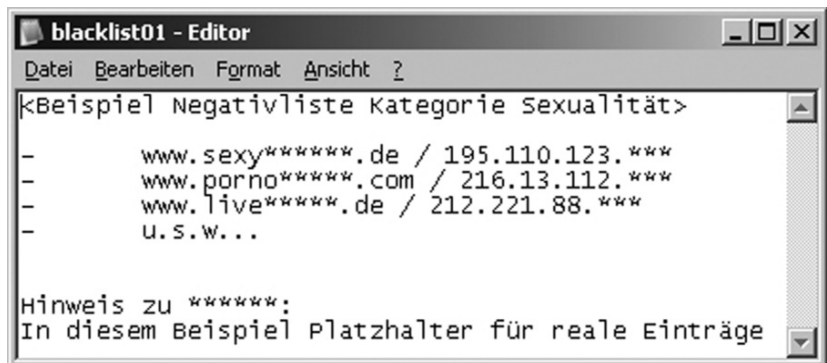 blacklist01 - Editor
Datei Bearbeiten Format Ansicht ?
<Beispiel Negativliste Kategorie Sexualität>
- www.sexy******.de / 195.110.123.***
- www.porno*****.com / 216.13.112.***
- www.live*****.de / 212.221.88.***
- u.s.w...
Hinweis zu ******:
In diesem Beispiel Platzhalter für reale Einträge